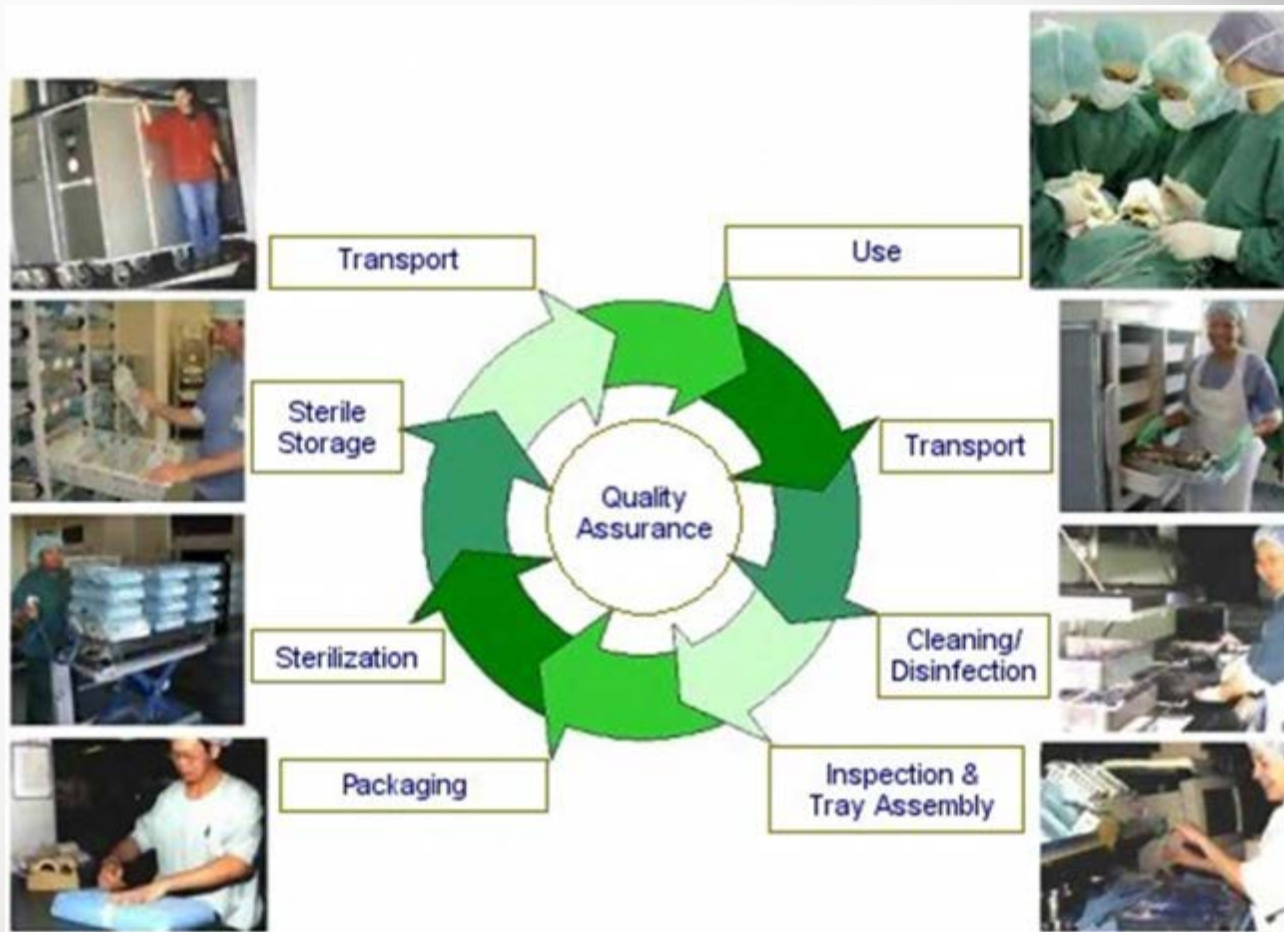 Transport
Use
Sterile
Storage
Transport
Quality
Assurance
Sterilization
Cleaning/
Disinfection
Packaging
Inspection &
Tray Assembly